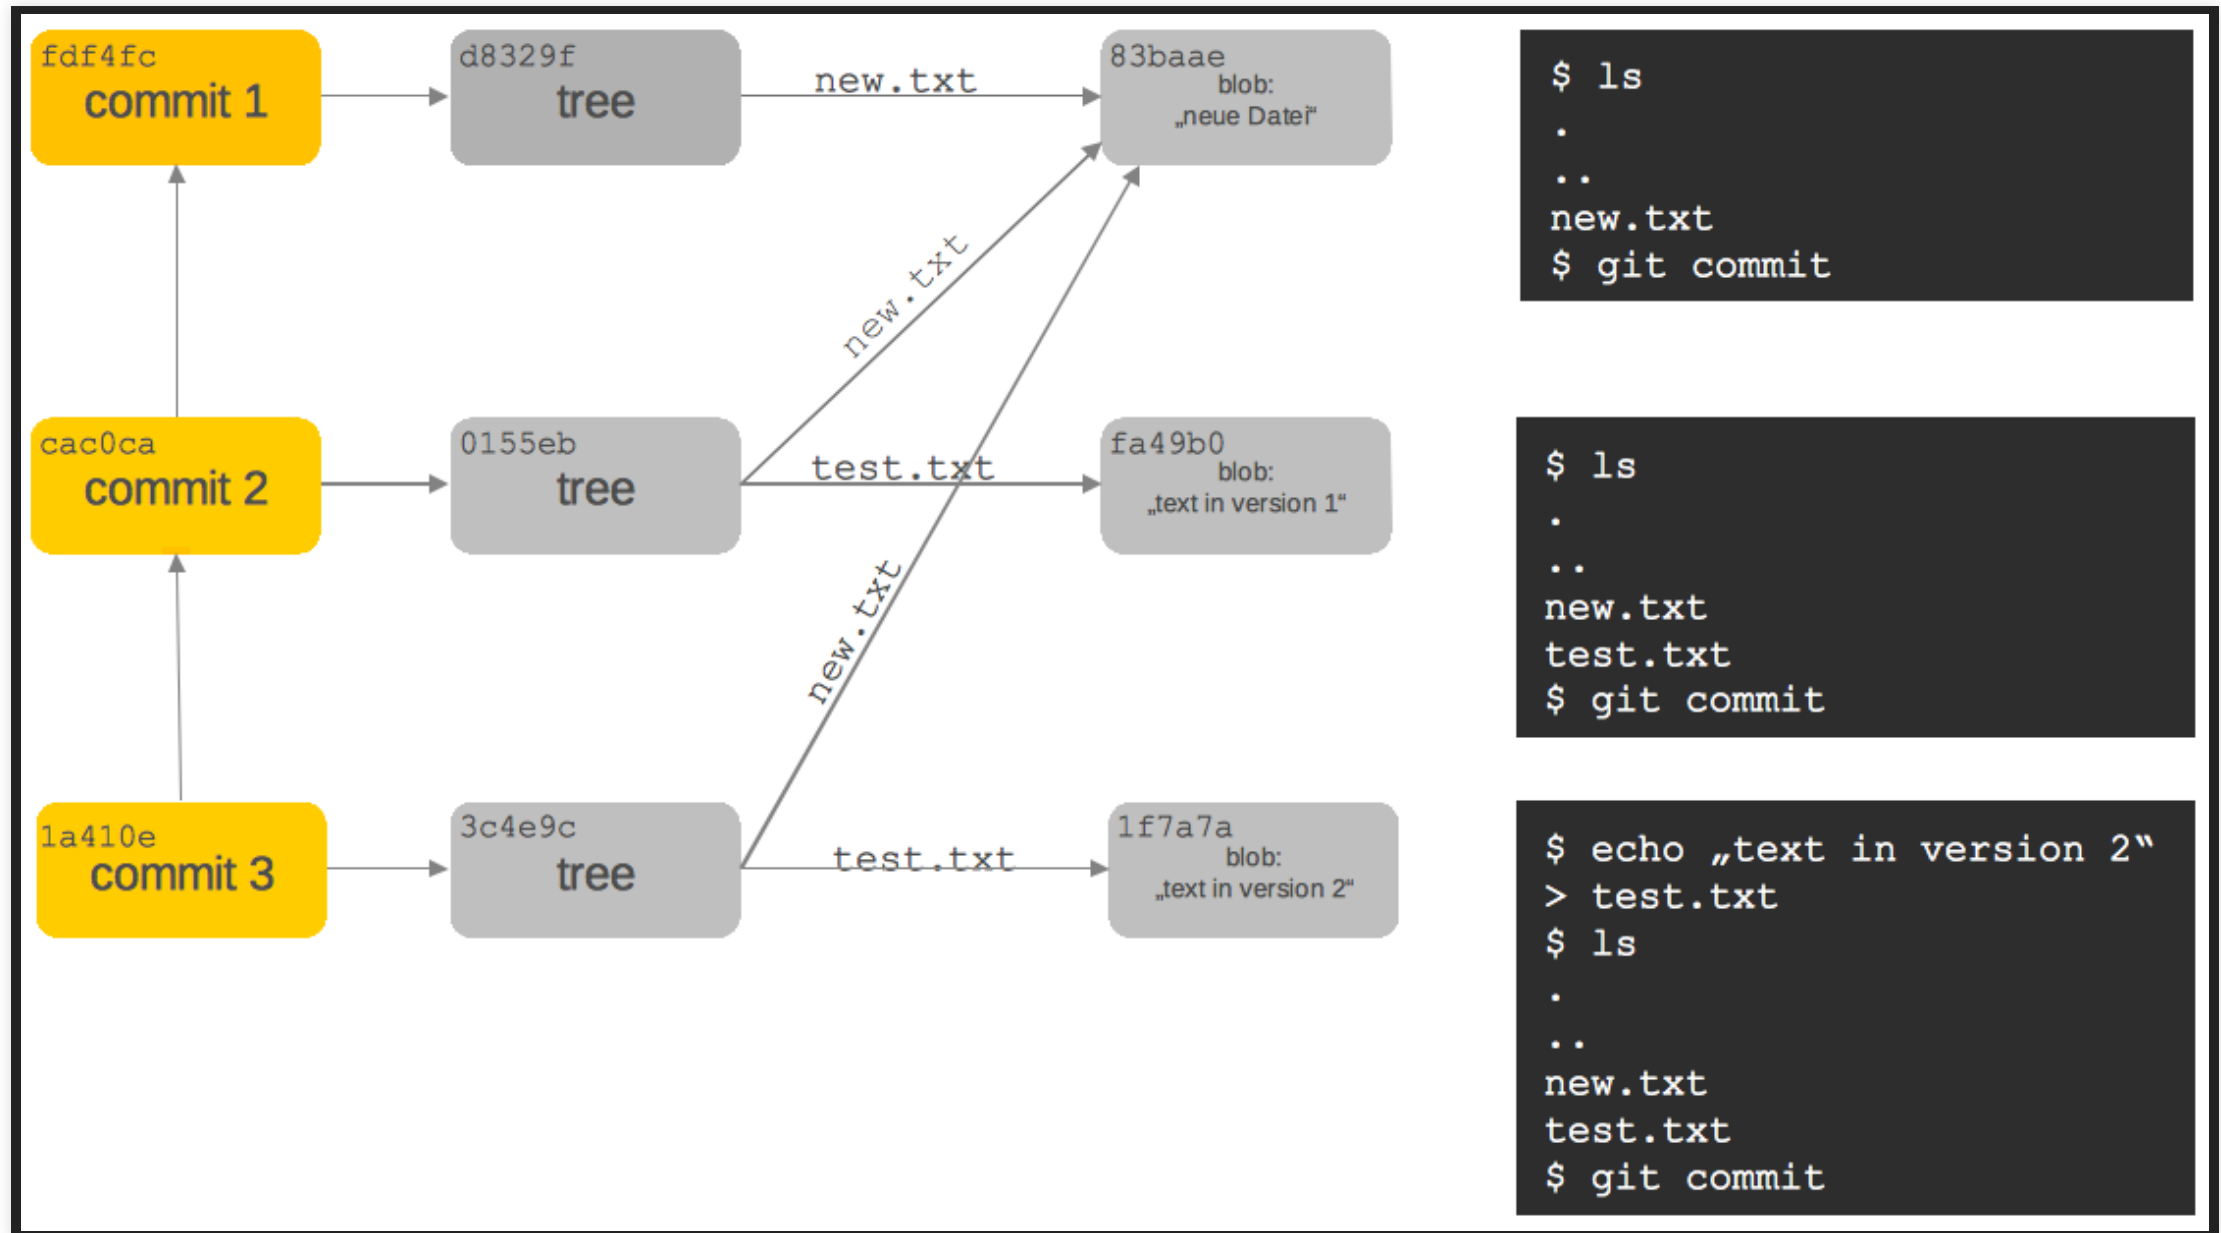 fdf4fc
commit 1
d8329f
tree
new.txt
83baae
blob:
„neue Datei“
$ ls
.
..
new.txt
$ git commit
new.txt
cac0ca
commit 2
0155eb
tree
test.txt
fa49b0
blob:
„text in version 1“
$ ls
.
..
new.txt
test.txt
$ git commit
new.txt
1a410e
commit 3
3c4e9c
tree
test.txt
1f7a7a
blob:
„text in version 2“
$ echo „text in version 2“
> test.txt
$ ls
.
..
new.txt
test.txt
$ git commit